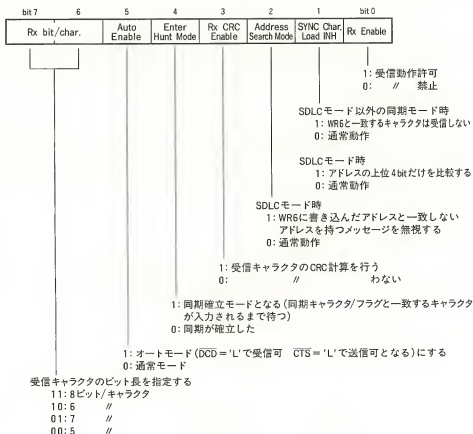 bit 7 6 5 4 3 2 1 bit 0
Rx bit/char. Auto Enable Enter Hunt Mode Rx CRC Enable Address Search Mode SYNC Char. Load INH Rx Enable
1: 受信動作許可
0: 〃 禁止
SDLCモード以外の同期モード時
1: WR6と一致するキャラクタは受信しない
0: 通常動作
SDLCモード時
1: アドレスの上位4bitだけを比較する
0: 通常動作
SDLCモード時
1: WR6に書き込んだアドレスと一致しない
アドレスを持つメッセージを無視する
0: 通常動作
1: 受信キャラクタのCRC計算を行う
0: 〃 わない
1: 同期確立モードとなる(同期キャラクタ/フラグと一致するキャラクタ
が入力されるまで待つ)
0: 同期が確立した
1: オートモード(DCD='L'で受信可 CTS='L'で送信可となる)にする
0: 通常モード
受信キャラクタのビット長を指定する
11: 8ビット/キャラクタ
10: 6 〃
01: 7 〃
00: 5 〃